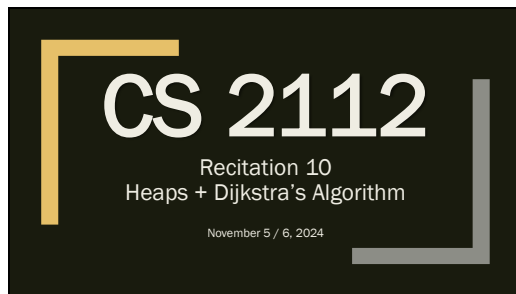 CS 2112
Recitation 10
Heaps + Dijkstra’s Algorithm
November 5 / 6, 2024